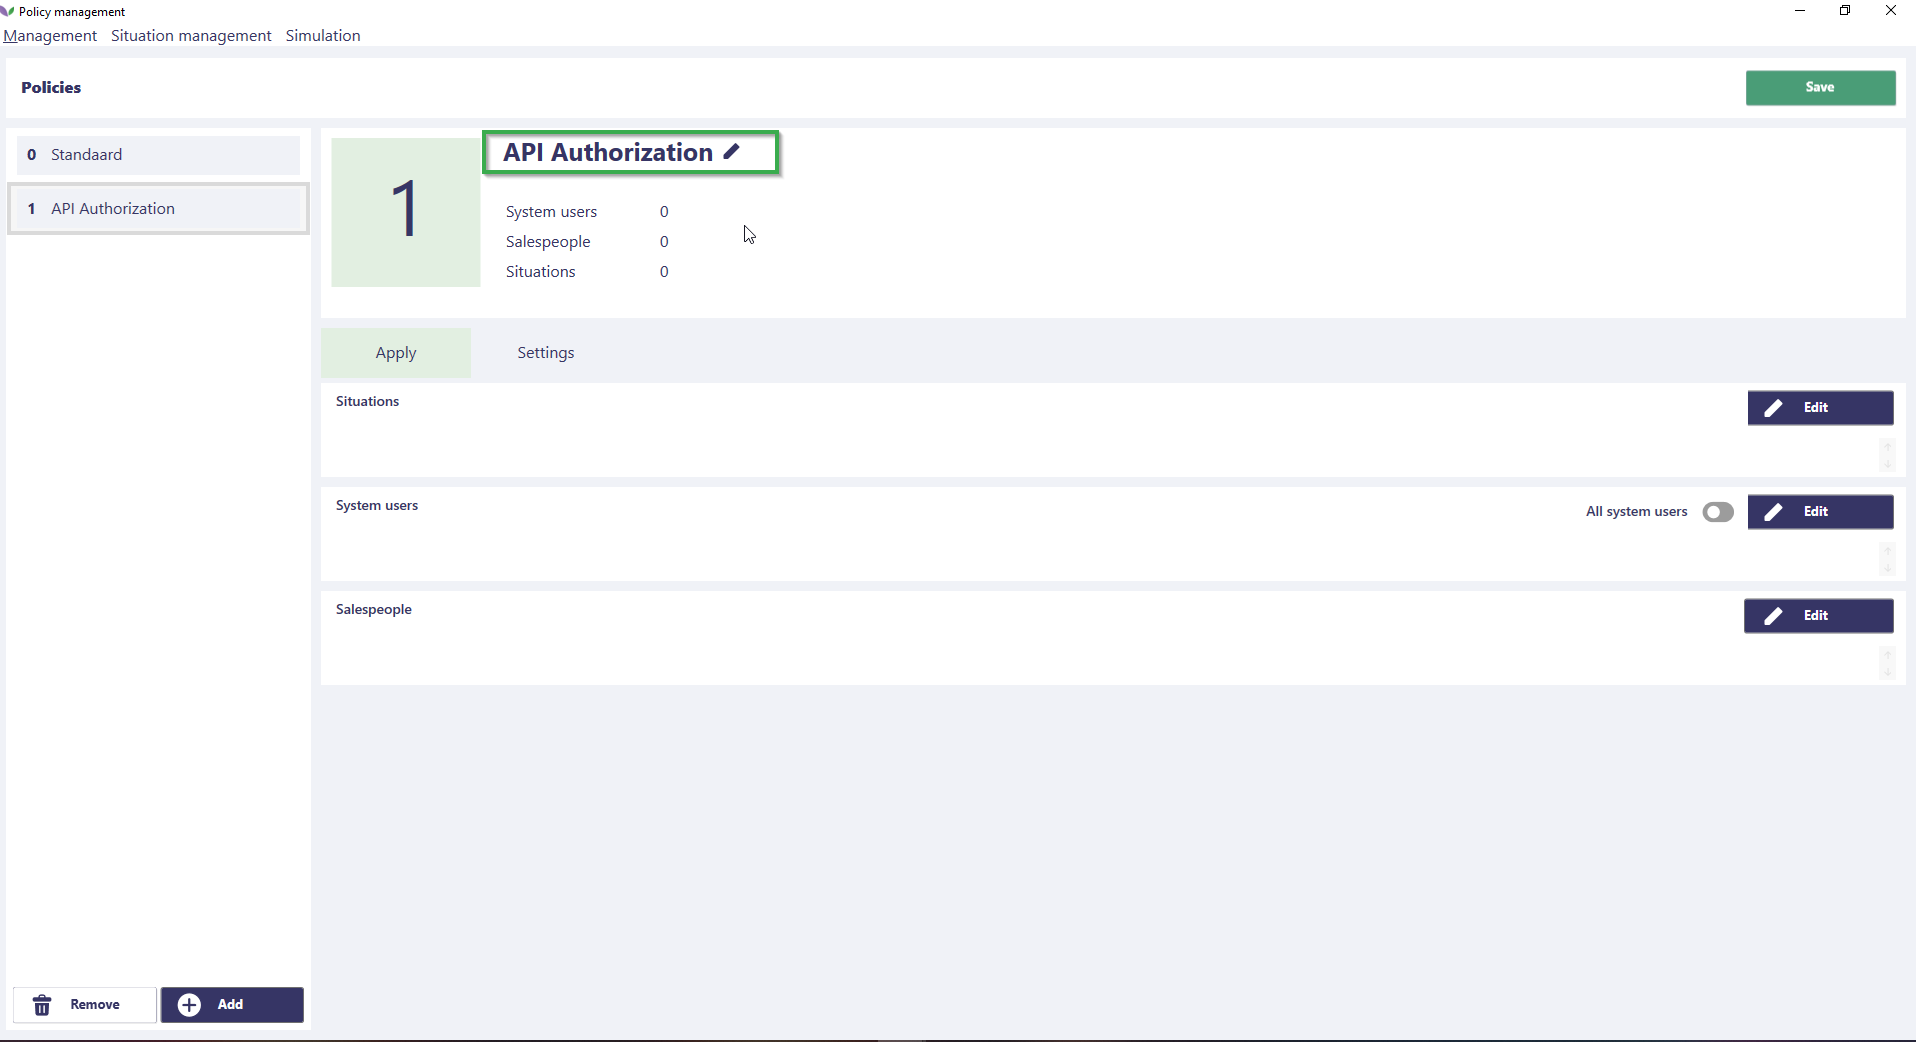 Policy management
Management Situation management Simulation
Policies
Save
0 Standaard
1 API Authorization
1
API Authorization
System users 0
Salespeople 0
Situations 0
Apply Settings
Situations
Edit
System users
All system users
Edit
Salespeople
Edit
Remove
Add